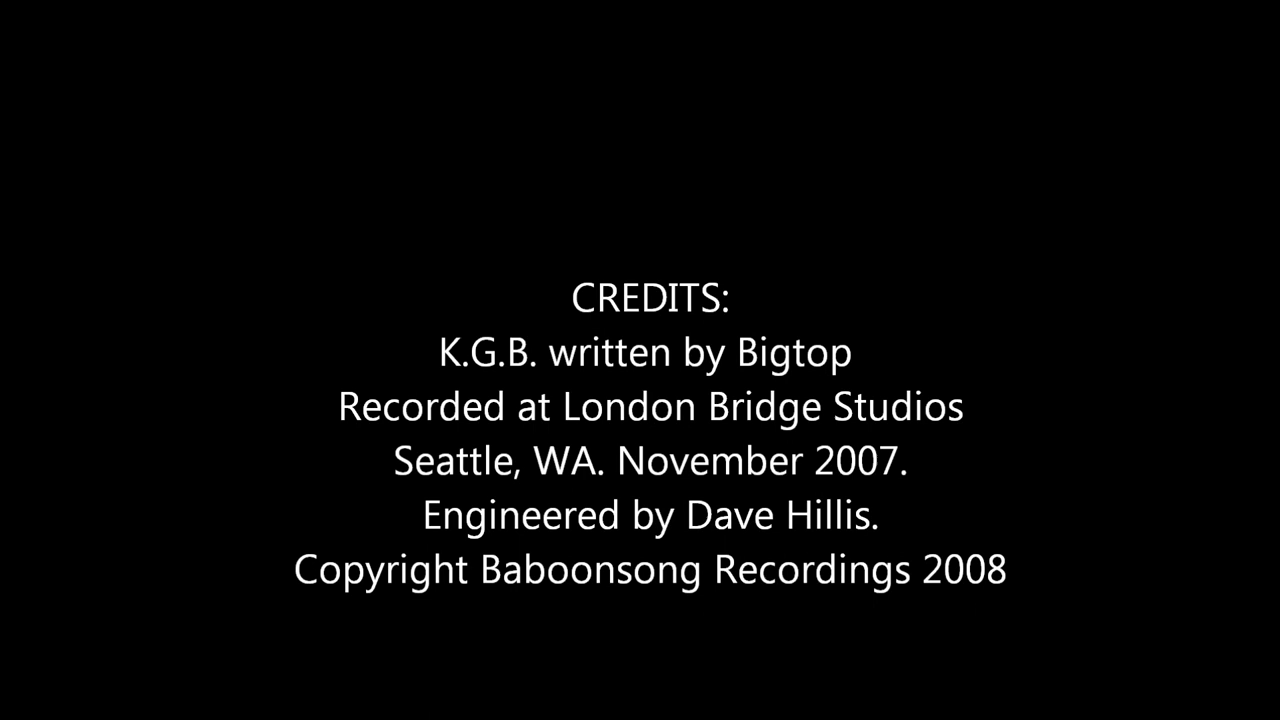 CREDITS:
K.G.B. written by Bigtop
Recorded at London Bridge Studios
Seattle, WA. November 2007.
Engineered by Dave Hillis.
Copyright Baboonsong Recordings 2008